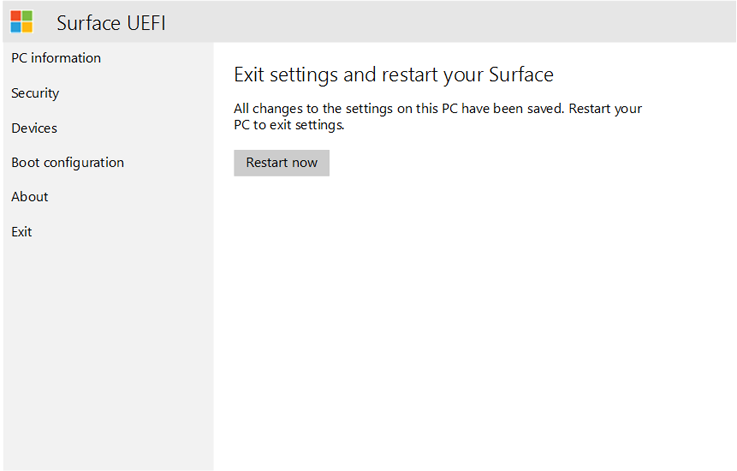 Surface UEFI
PC information
Security
Devices
Boot configuration
About
Exit
Exit settings and restart your Surface
All changes to the settings on this PC have been saved. Restart your
PC to exit settings.
Restart now